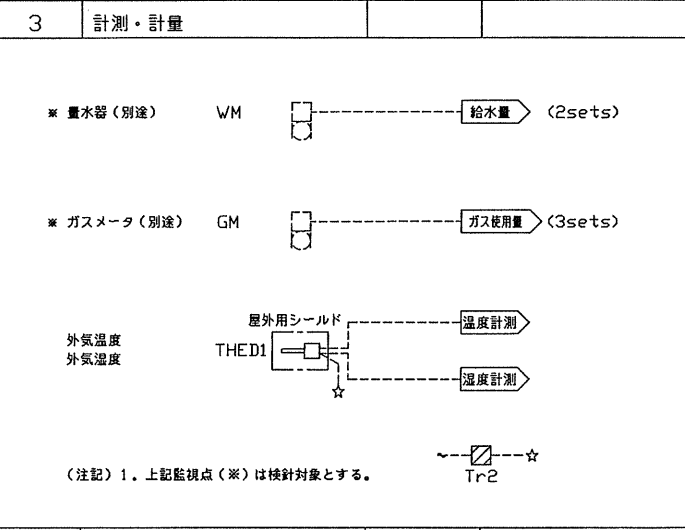 3 計測・計量
※ 量水器(別途) WM 給水量 (2sets)
※ ガスメータ(別途) GM ガス使用量 (3sets)
屋外用シールド
温度計測
外気温度
外気湿度
THED1
湿度計測
(注記)1.上記監視点(※)は検針対象とする。
Tr2